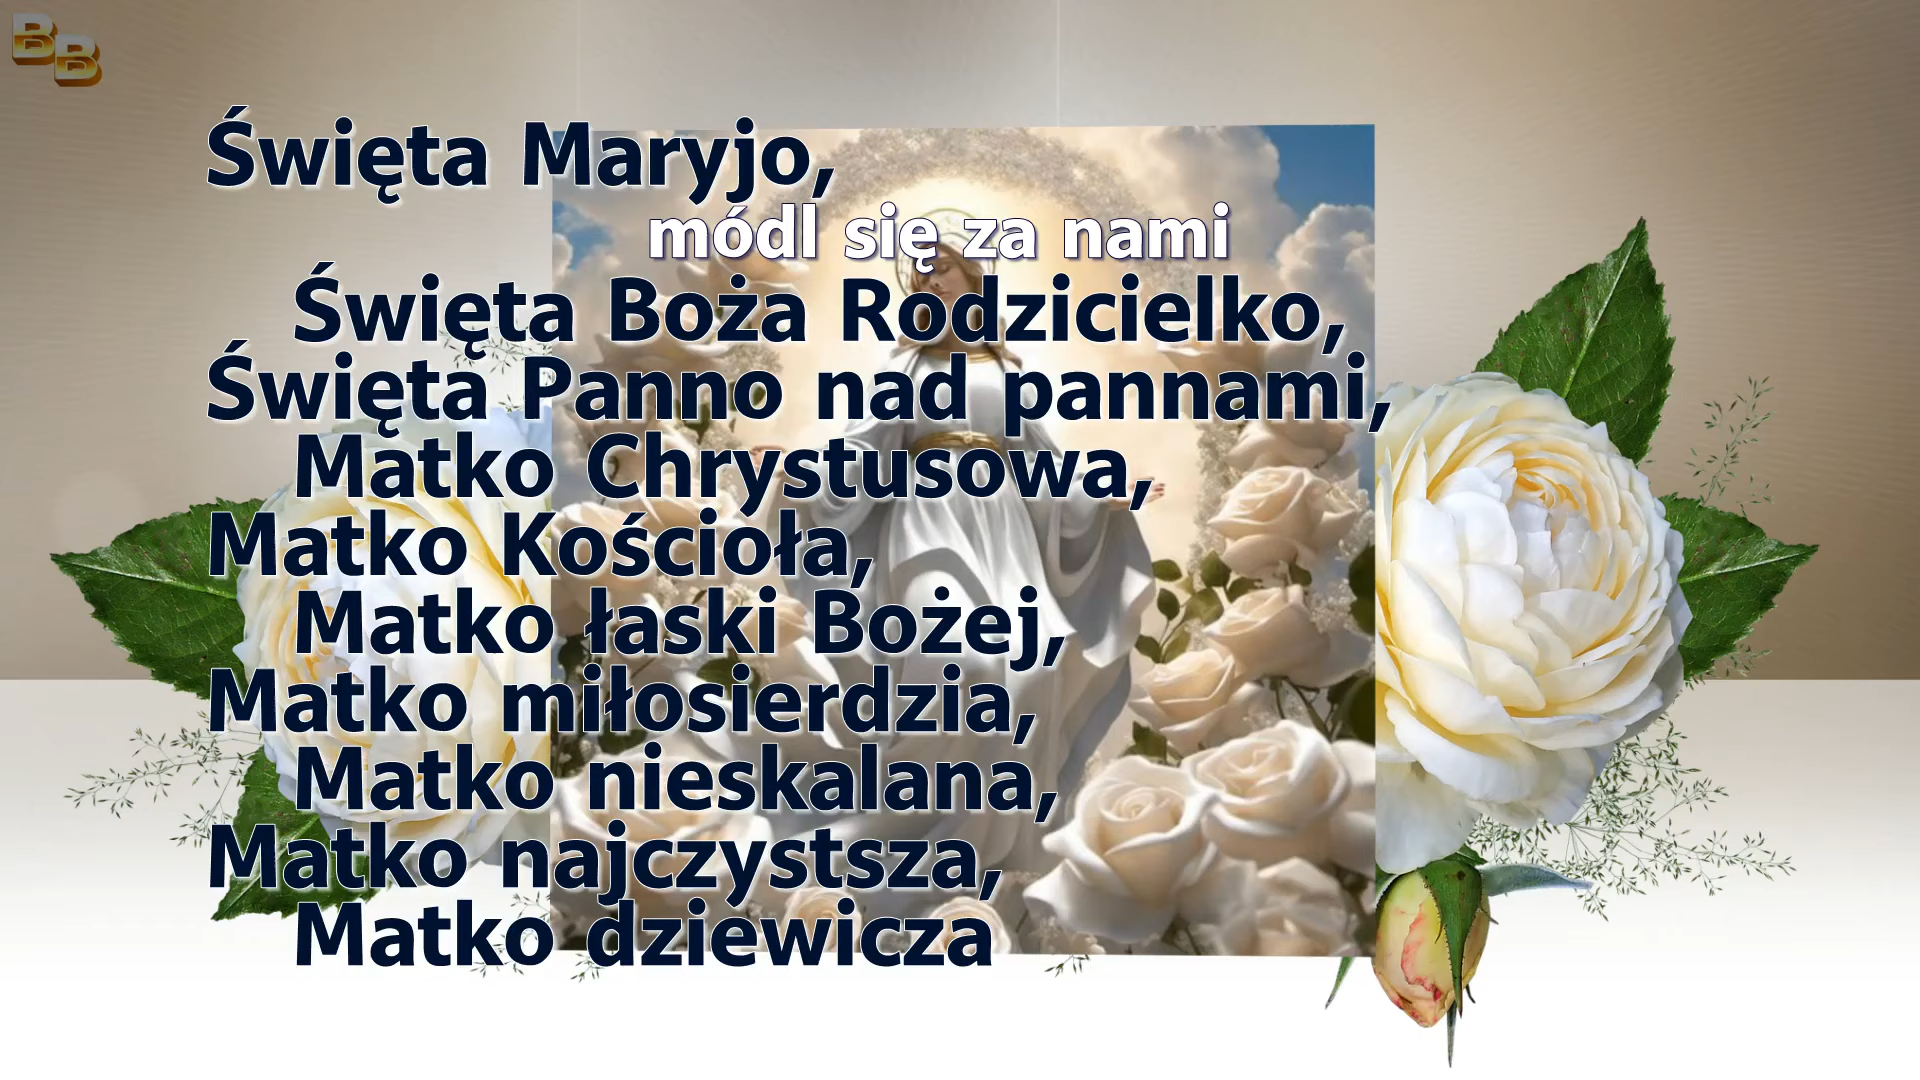 BB
Święta Maryjo,
módl się za nami
Święta Boża Rodzicielko,
Święta Panno nad pannami,
Matko Chrystusowa,
Matko Kościoła,
Matko łaski Bożej,
Matko miłosierdzia,
Matko nieskalana,
Matko najczystsza,
Matko dziewicza